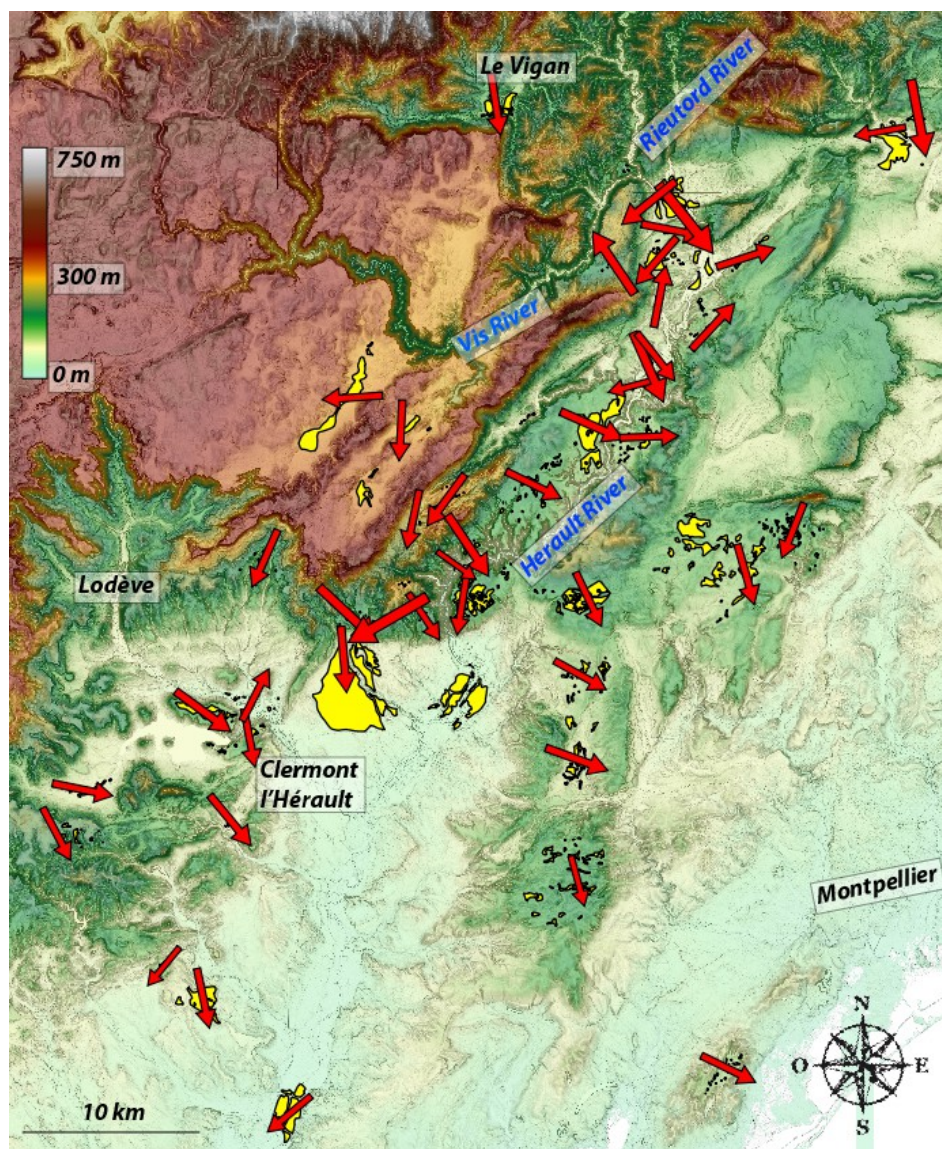 Le Vigan
Rieutord River
750 m
300 m
0 m
Vis River
Herault River
Lodève
Clermont
l'Hérault
Montpellier
N
O
E
S
10 km